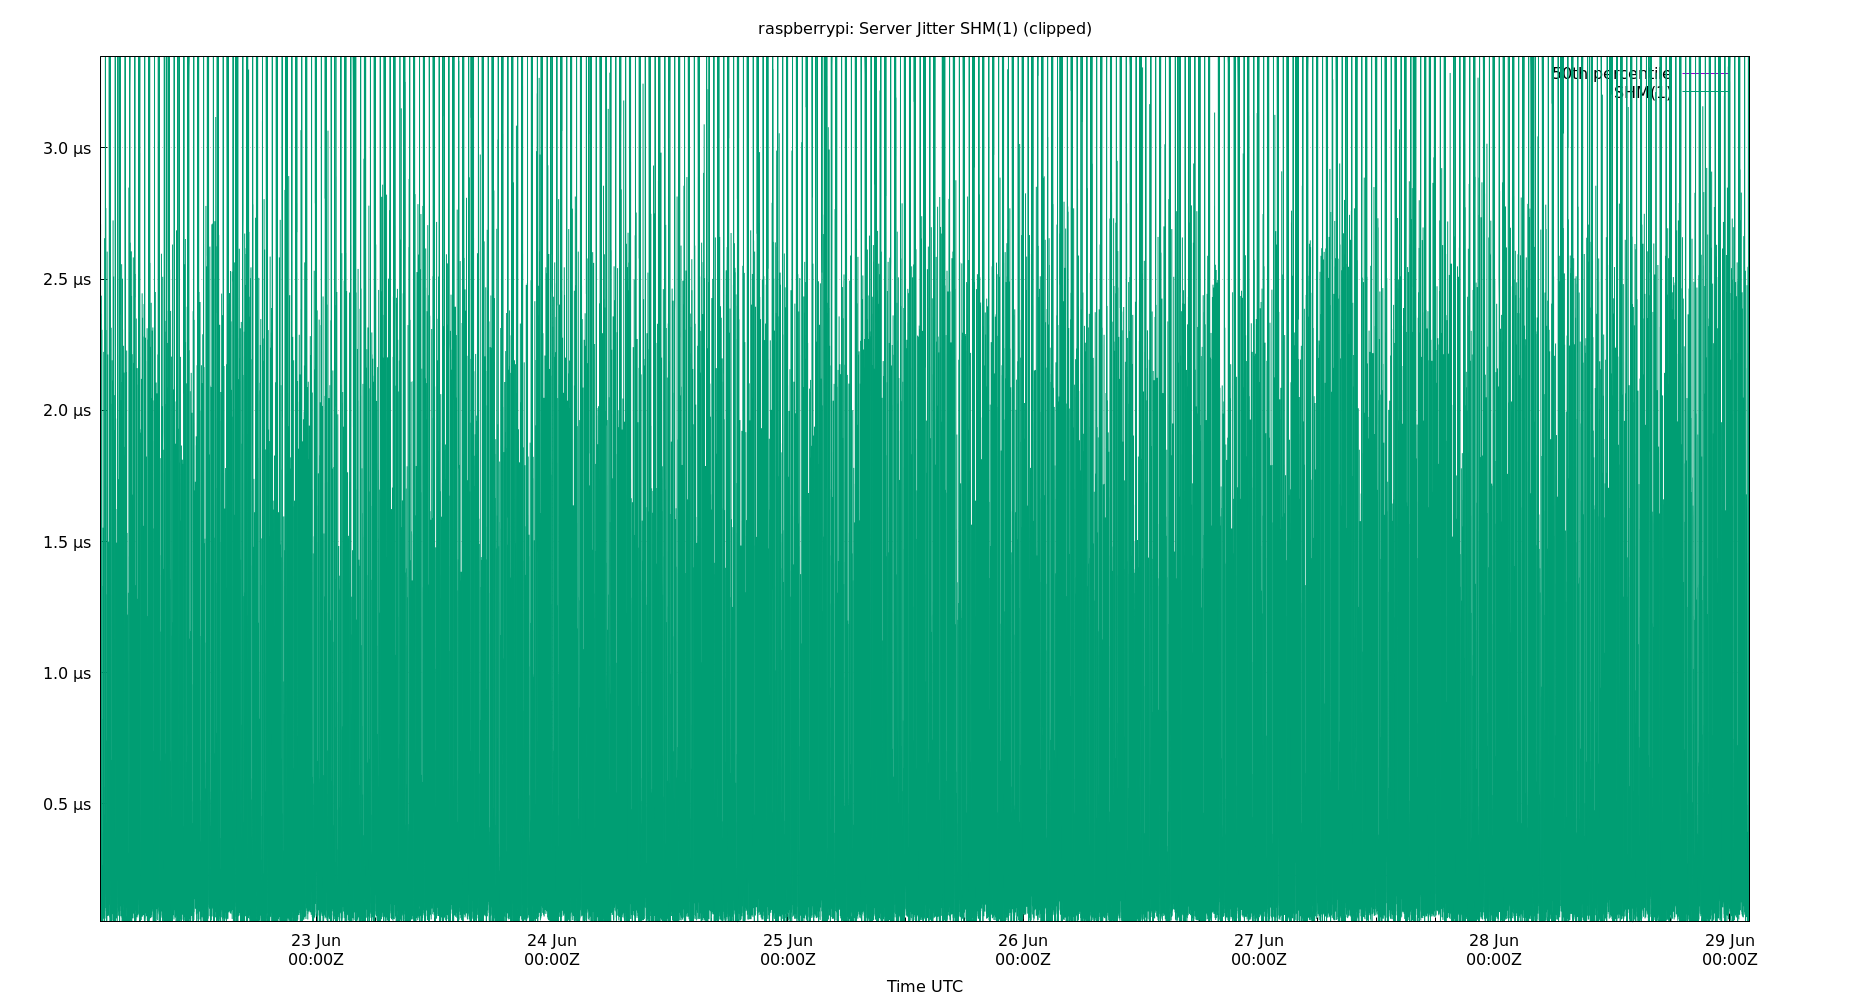 raspberrypi: Server Jitter SHM(1) (clipped)
50th percentile
SHM(1)
3.0 µs
2.5 µs
2.0 µs
1.5 µs
1.0 µs
0.5 µs
23 Jun 24 Jun 25 Jun 26 Jun 27 Jun 28 Jun 29 Jun
00:00Z 00:00Z 00:00Z 00:00Z 00:00Z 00:00Z 00:00Z
Time UTC